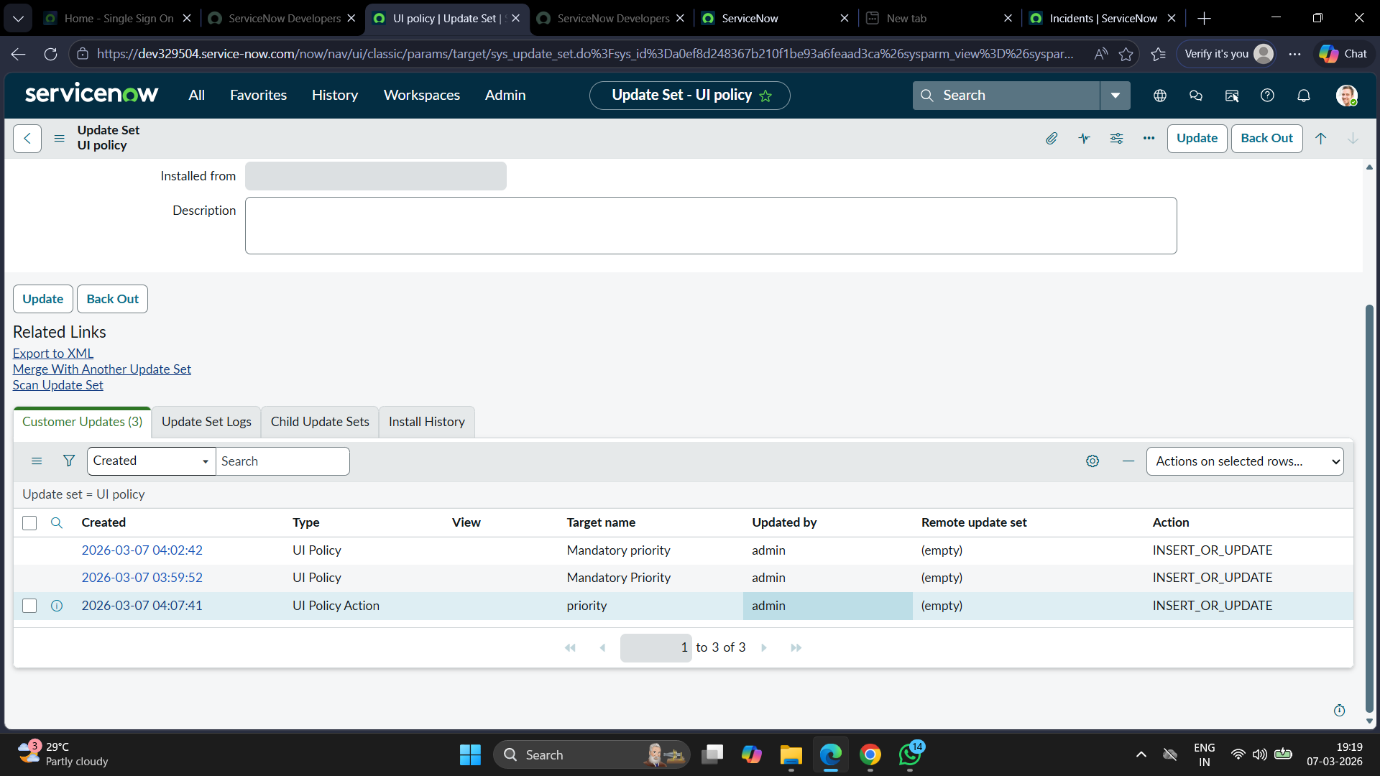 Home - Single Sign On
ServiceNow Developers
UI policy | Update Set | S
ServiceNow Developers
ServiceNow
New tab
Incidents | ServiceNow
https://dev329504.service-now.com/now/nav/ui/classic/params/target/sys_update_set.do%3Fsys_id%3Da0ef8d248367b210f1be93a6feaad3ca%26sysparm_view%3D%26syspar...
Verify it's you
Chat
servicenow
All
Favorites
History
Workspaces
Admin
Update Set - UI policy
Search
Update Set
UI policy
Update
Back Out
Installed from
Description
Update
Back Out
Related Links
Export to XML
Merge With Another Update Set
Scan Update Set
Customer Updates (3)
Update Set Logs
Child Update Sets
Install History
Created
Search
Actions on selected rows...
Update set = UI policy
Created Type View Target name Updated by Remote update set Action
2026-03-07 04:02:42 UI Policy Mandatory priority admin (empty) INSERT_OR_UPDATE
2026-03-07 03:59:52 UI Policy Mandatory Priority admin (empty) INSERT_OR_UPDATE
2026-03-07 04:07:41 UI Policy Action priority admin (empty) INSERT_OR_UPDATE
1 to 3 of 3
3
29°C
Partly cloudy
Search
14
ENG
IN
19:19
07-03-2026